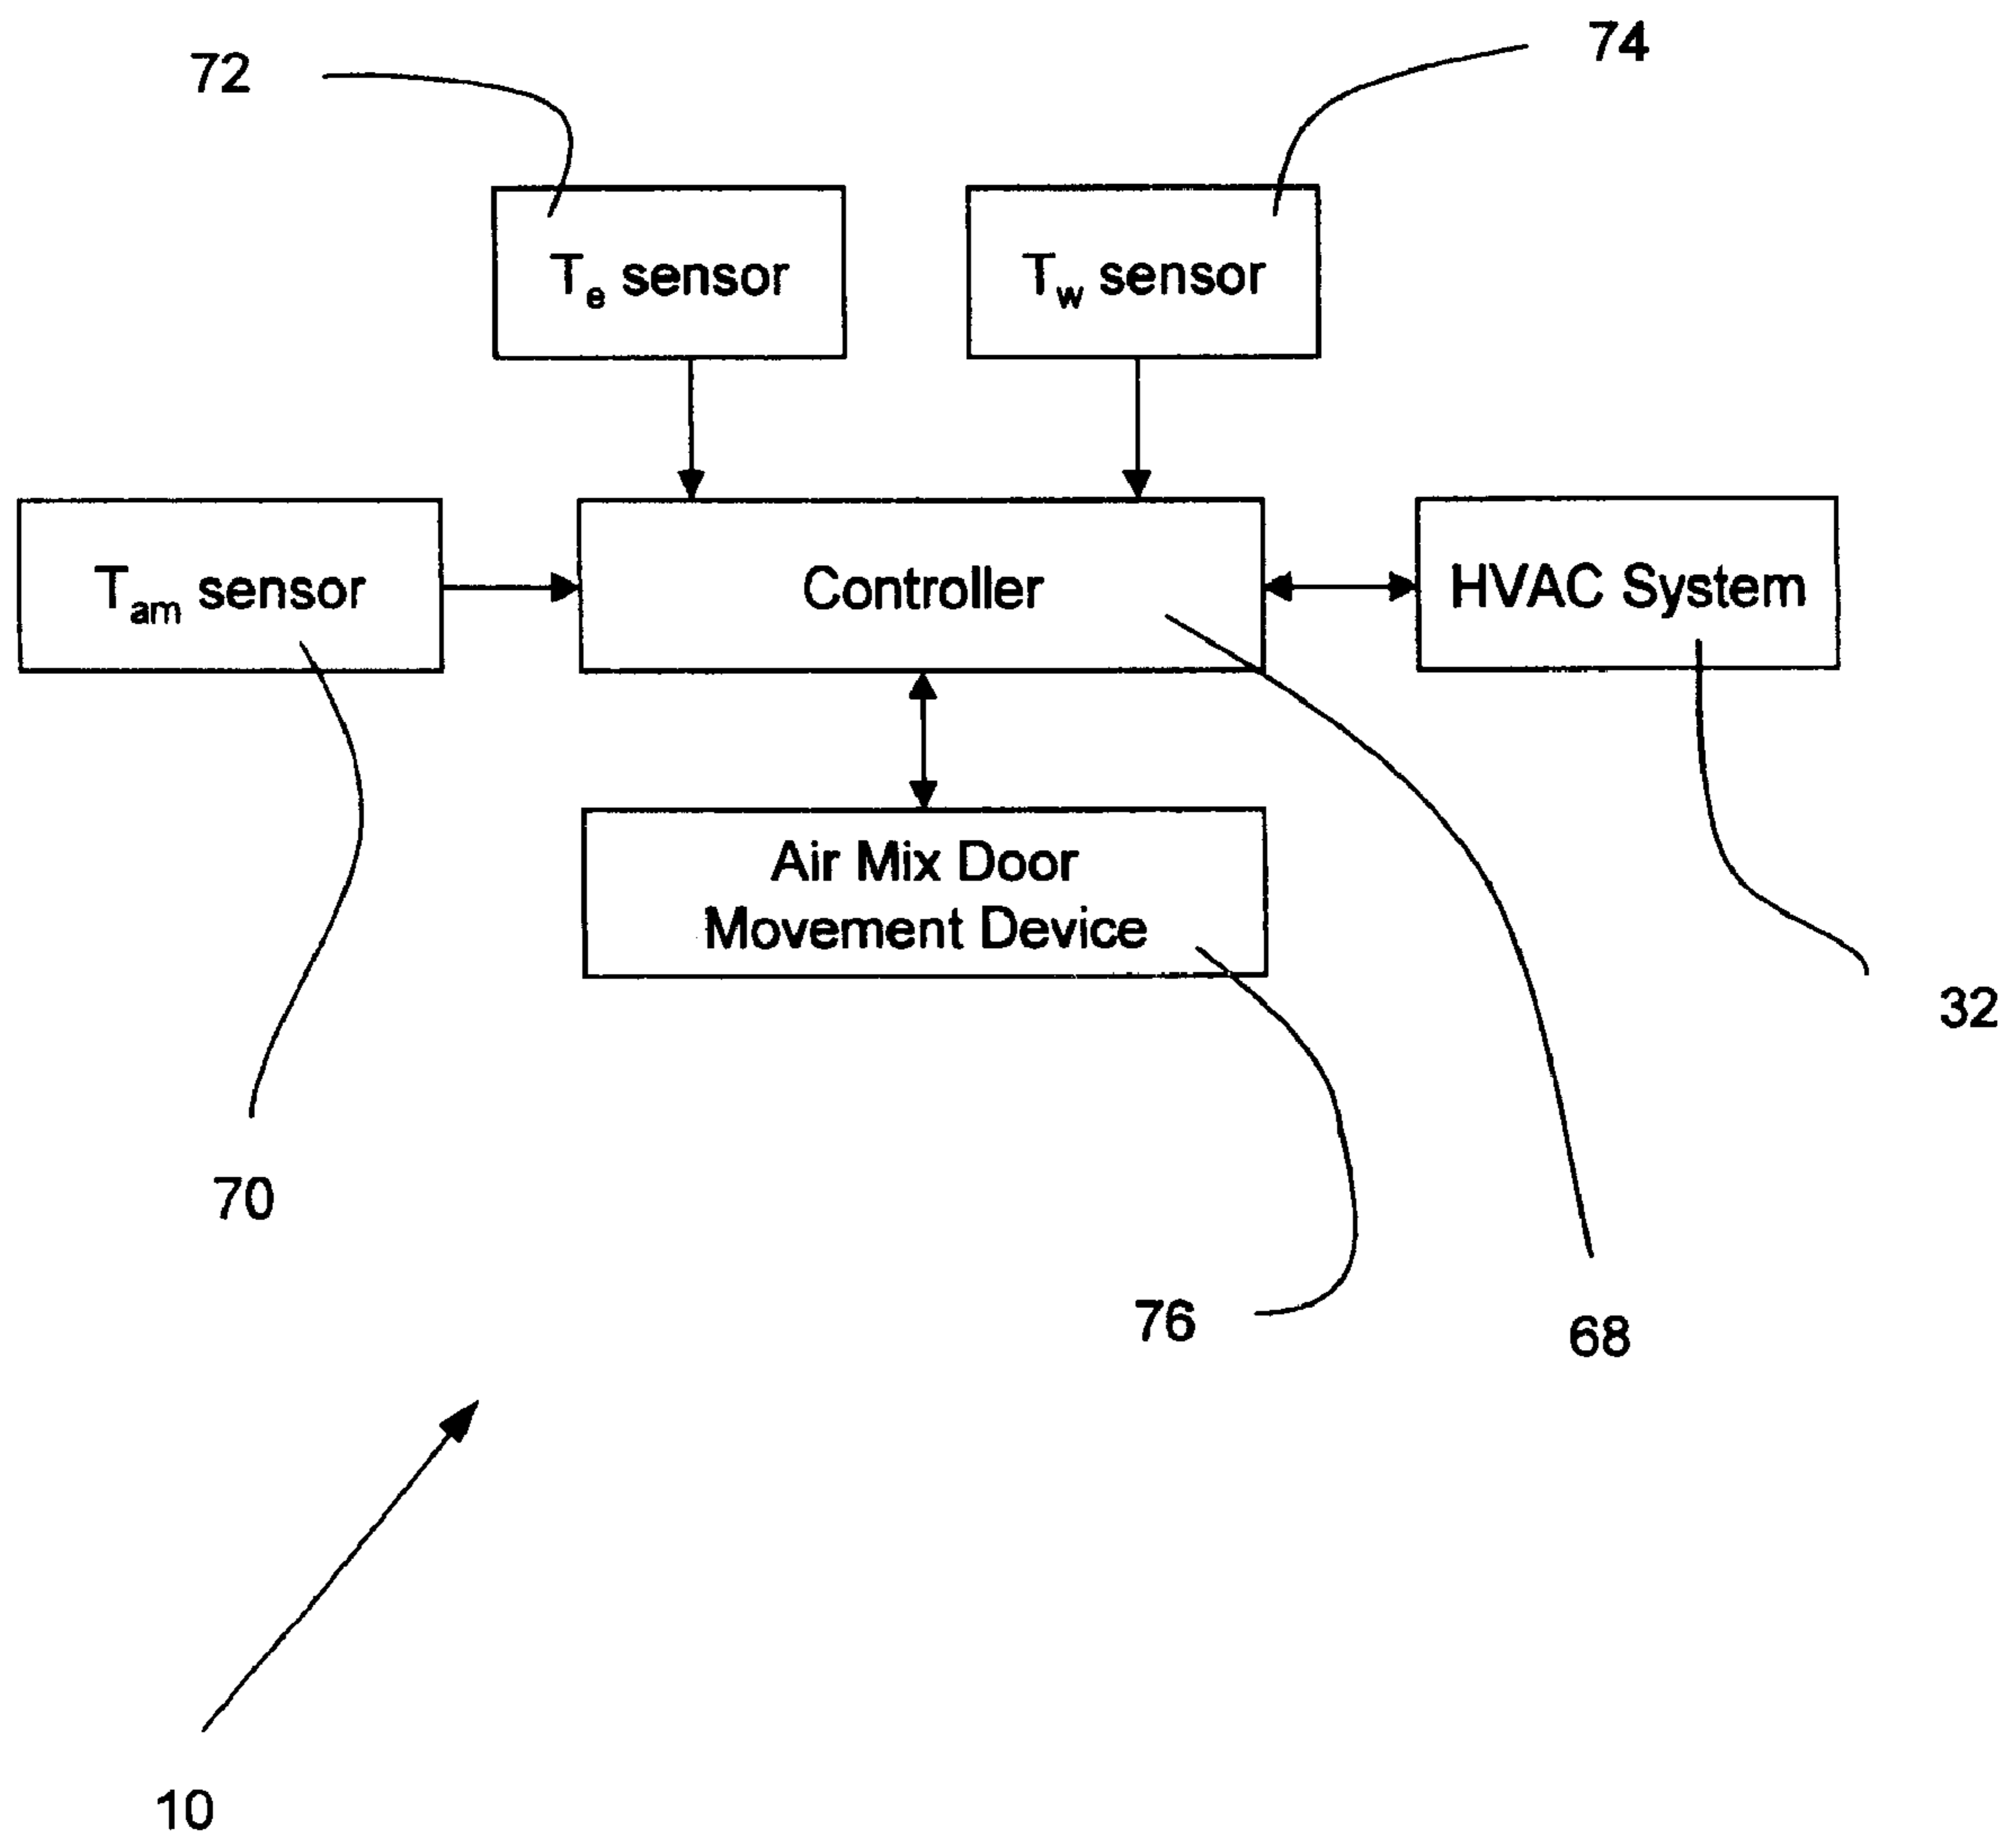 72
74
Te sensor
Tw sensor
Tam sensor
Controller
HVAC System
Air Mix Door
Movement Device
32
70
76
68
10